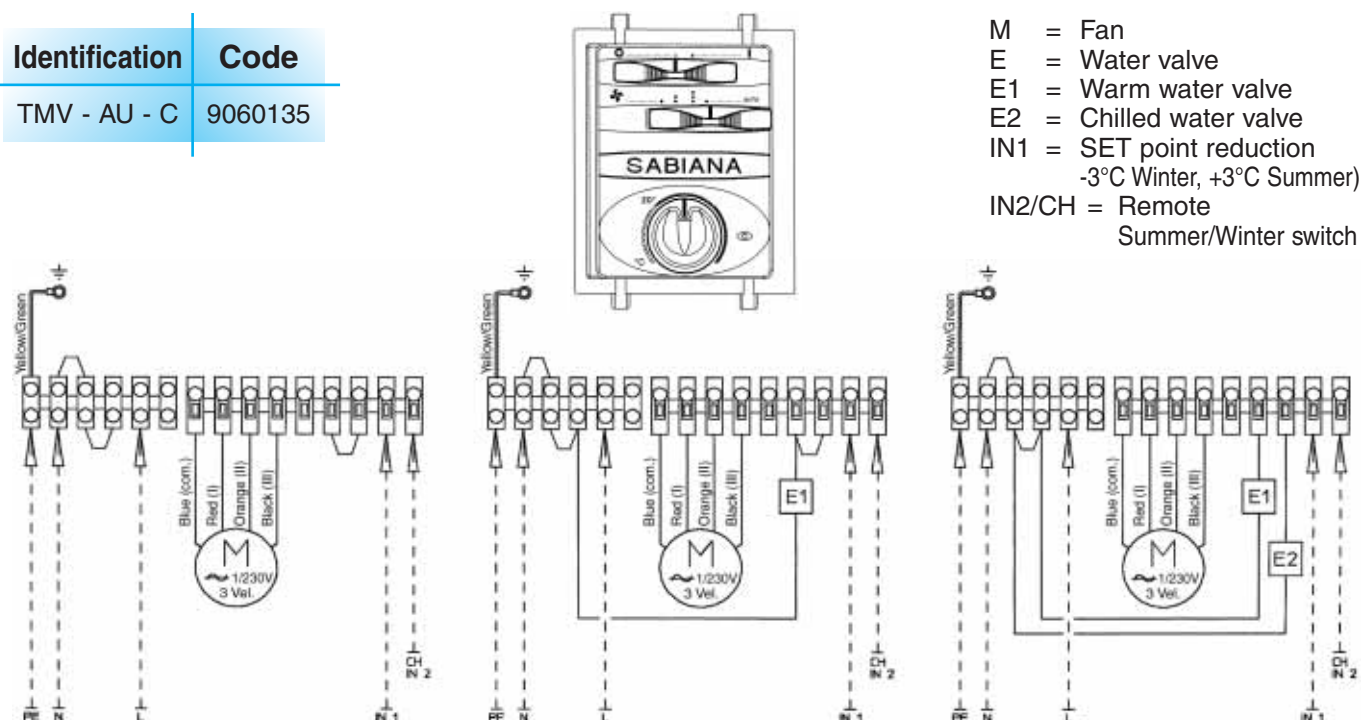 Identification Code
TMV - AU - C 9060135
SABIANA
M = Fan
E = Water valve
E1 = Warm water valve
E2 = Chilled water valve
IN1 = SET point reduction
-3°C Winter, +3°C Summer)
IN2/CH = Remote
Summer/Winter switch
Yellow/Green
Blue (com.)
Red (I)
Orange (II)
Black (III)
M
1/230V
3 Vel.
PE
N
L
IN 1
CH
IN 2
Yellow/Green
Blue (com.)
Red (I)
Orange (II)
Black (III)
E1
M
1/230V
3 Vel.
PE
N
L
IN 1
CH
IN 2
Yellow/Green
Blue (com.)
Red (I)
Orange (II)
Black (III)
E1
E2
M
1/230V
3 Vel.
PE
N
L
IN 1
CH
IN 2